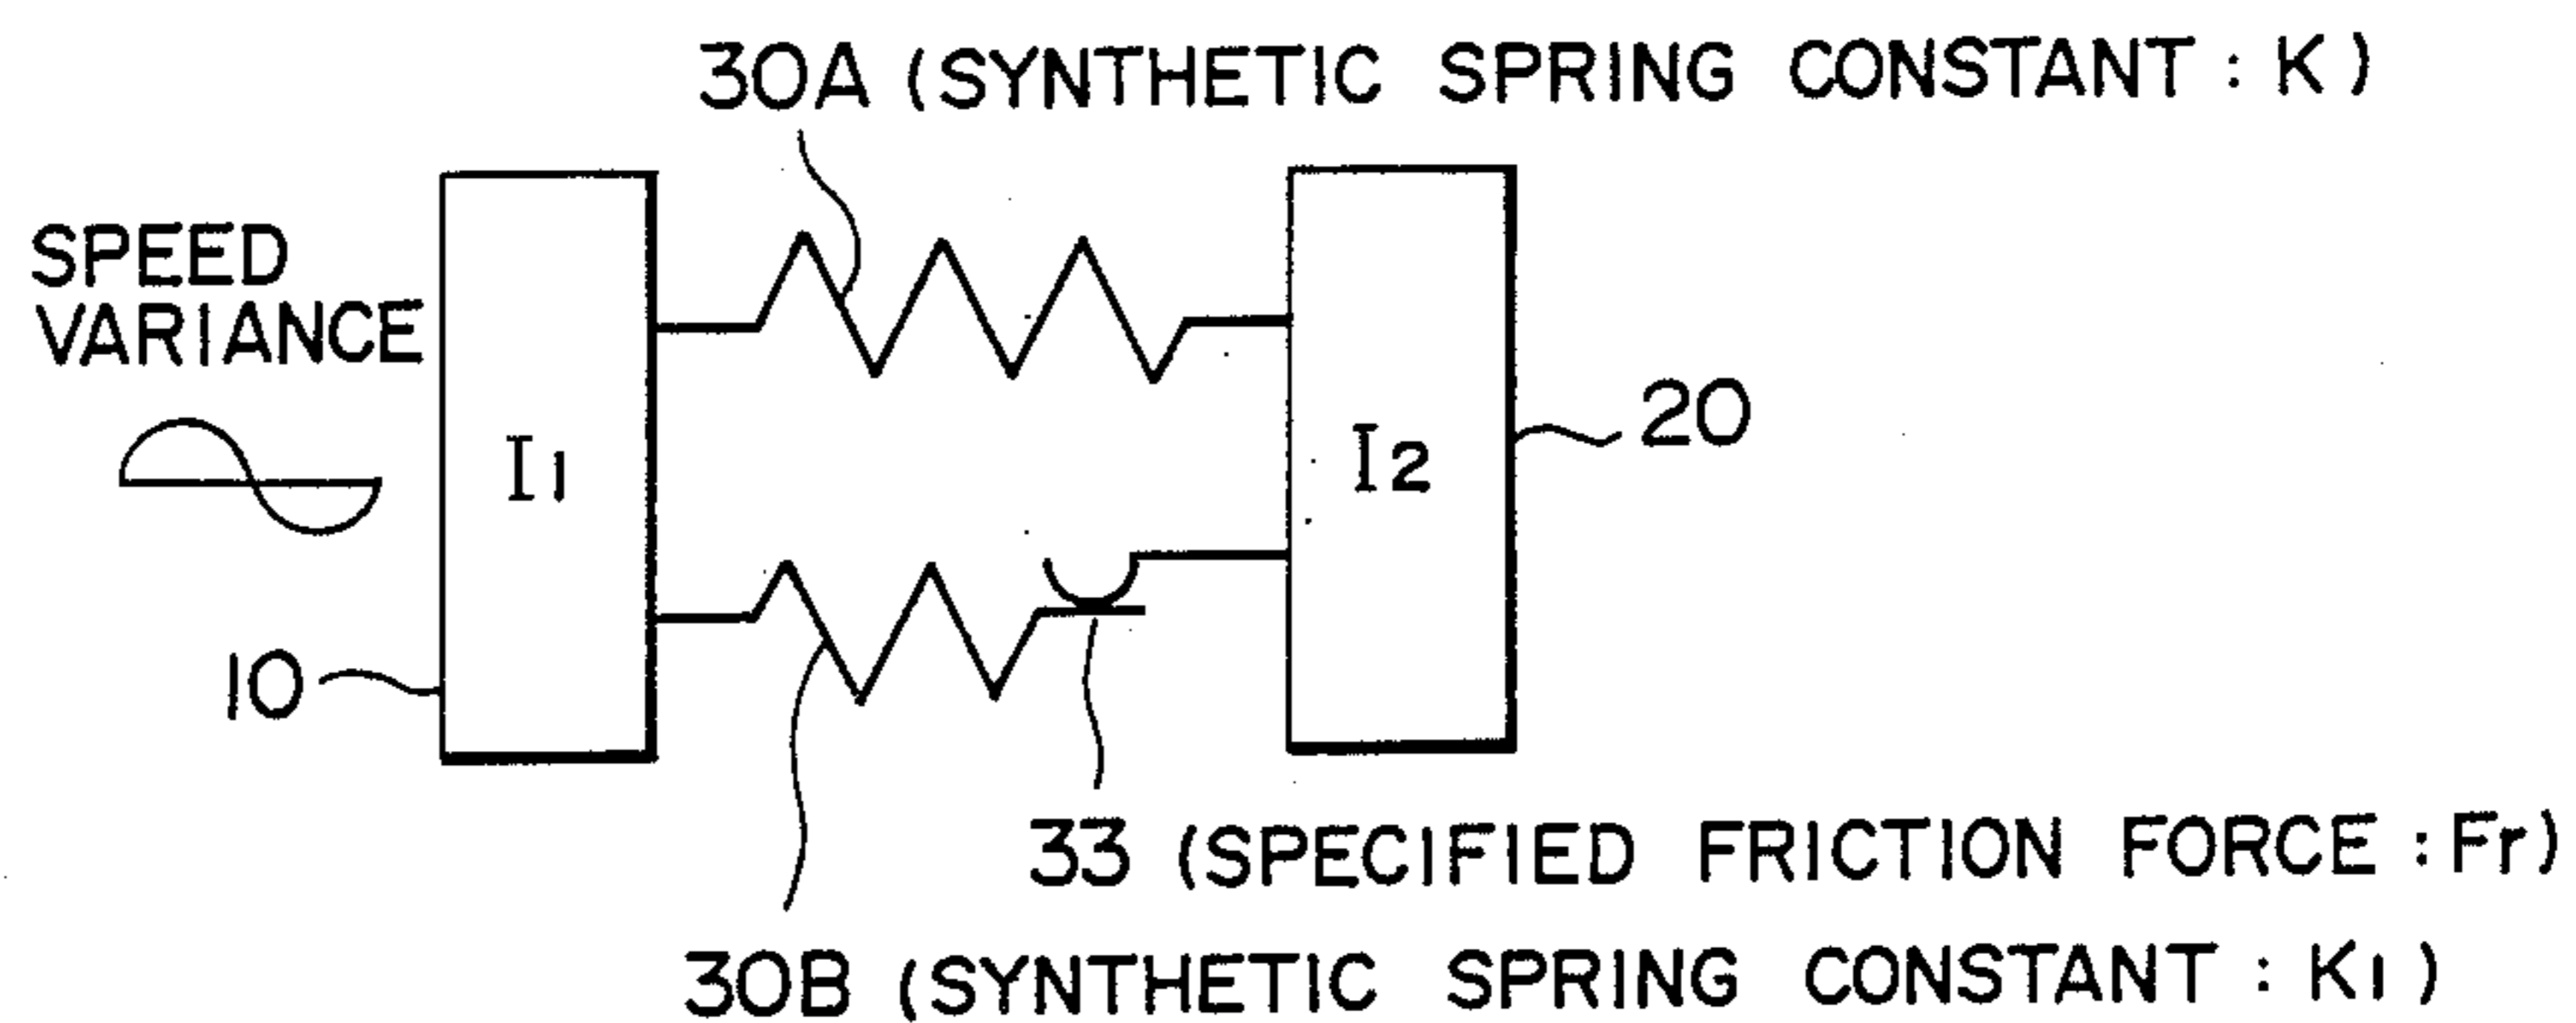 30A (SYNTHETIC SPRING CONSTANT : K)
SPEED
VARIANCE
I1
I2
20
10
33 (SPECIFIED FRICTION FORCE : Fr)
30B (SYNTHETIC SPRING CONSTANT : K1)